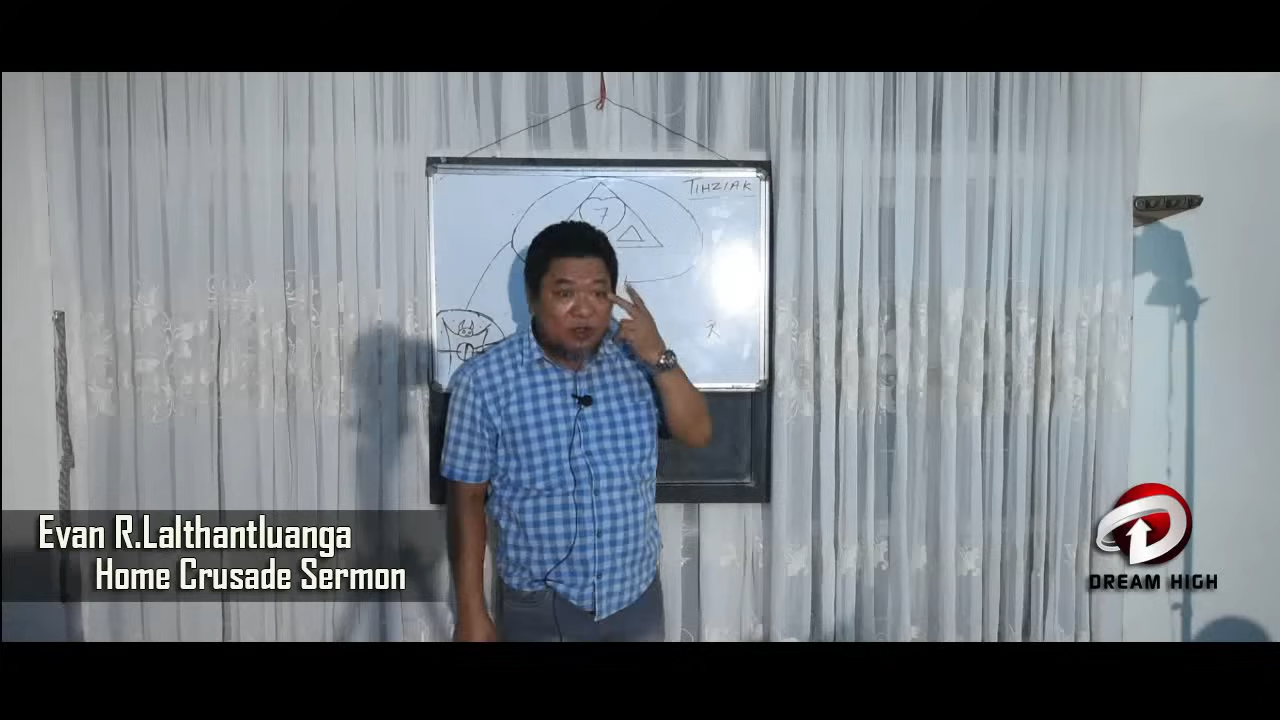 TIHZIAK
7
Evan R.Lalthantluanga
Home Crusade Sermon
DREAM HIGH